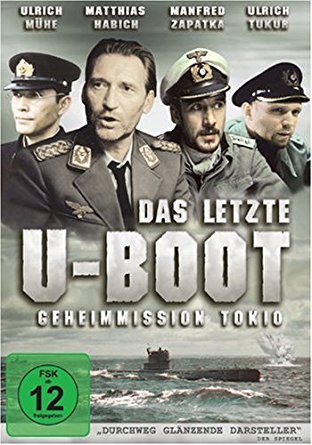 ULRICH MÜHE
MATTHIAS HABICH
MANFRED ZAPATKA
ULRICH TUKUR
DAS LETZTE
U-BOOT
GEHEIMMISSION TOKIO
FSK ab
12
freigegeben
„DURCHWEG GLÄNZENDE DARSTELLER"
DER SPIEGEL